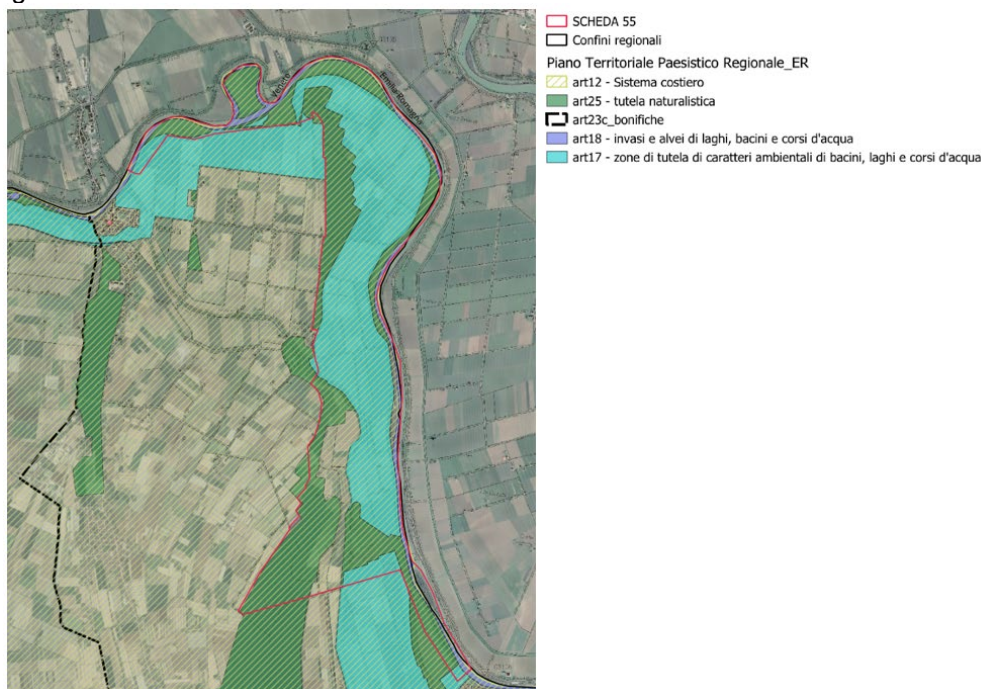 SCHEDA 55
Confini regionali
Piano Territoriale Paesistico Regionale_ER
art12 - Sistema costiero
art25 - tutela naturalistica
art23c_bonifiche
art18 - invasi e alvei di laghi, bacini e corsi d'acqua
art17 - zone di tutela di caratteri ambientali di bacini, laghi e corsi d'acqua
Veneto